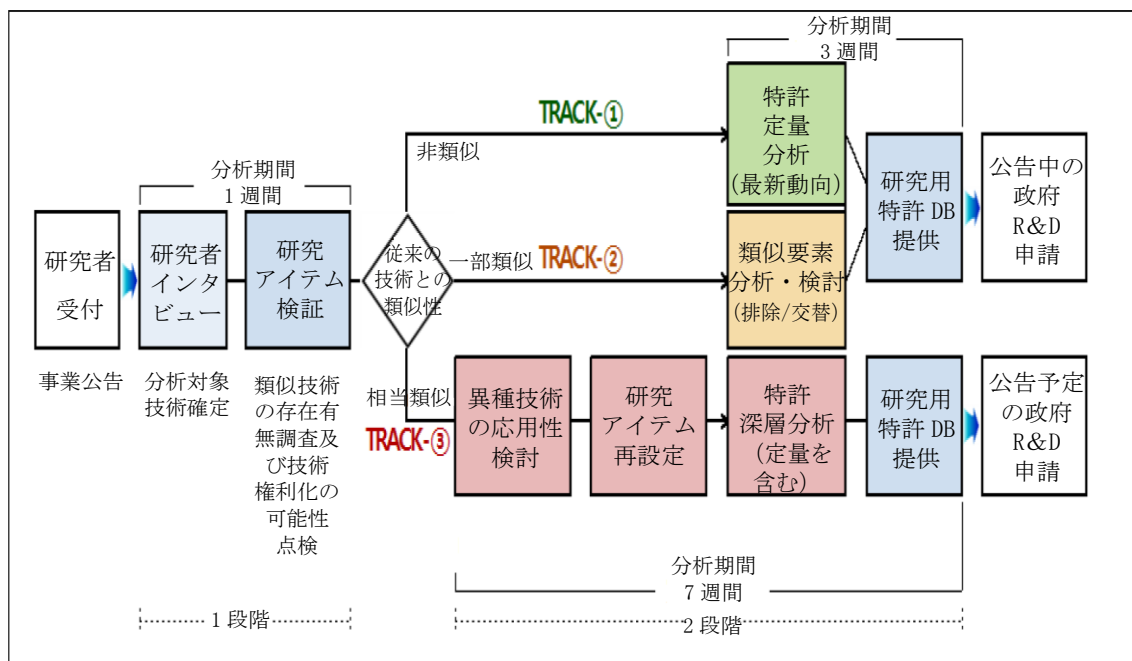 分析期間
3 週間
TRACK-①
非類似
特許
定量
分析
(最新動向)
分析期間
1 週間
研究者
受付
研究者
インタ
ビュー
研究
アイテム
検証
従来の
技術との
類似性
一部類似 TRACK-②
類似要素
分析・検討
(排除/交替)
研究用
特許 DB
提供
公告中の
政府
R&D
申請
事業公告
分析対象
技術確定
類似技術
の存在有
無調査及
び技術
権利化の
可能性
点検
相当類似
TRACK-③
異種技術
の応用性
検討
研究
アイテム
再設定
特許
深層分析
(定量を
含む)
研究用
特許 DB
提供
公告予定
の政府
R&D
申請
分析期間
7 週間
1 段階
2 段階